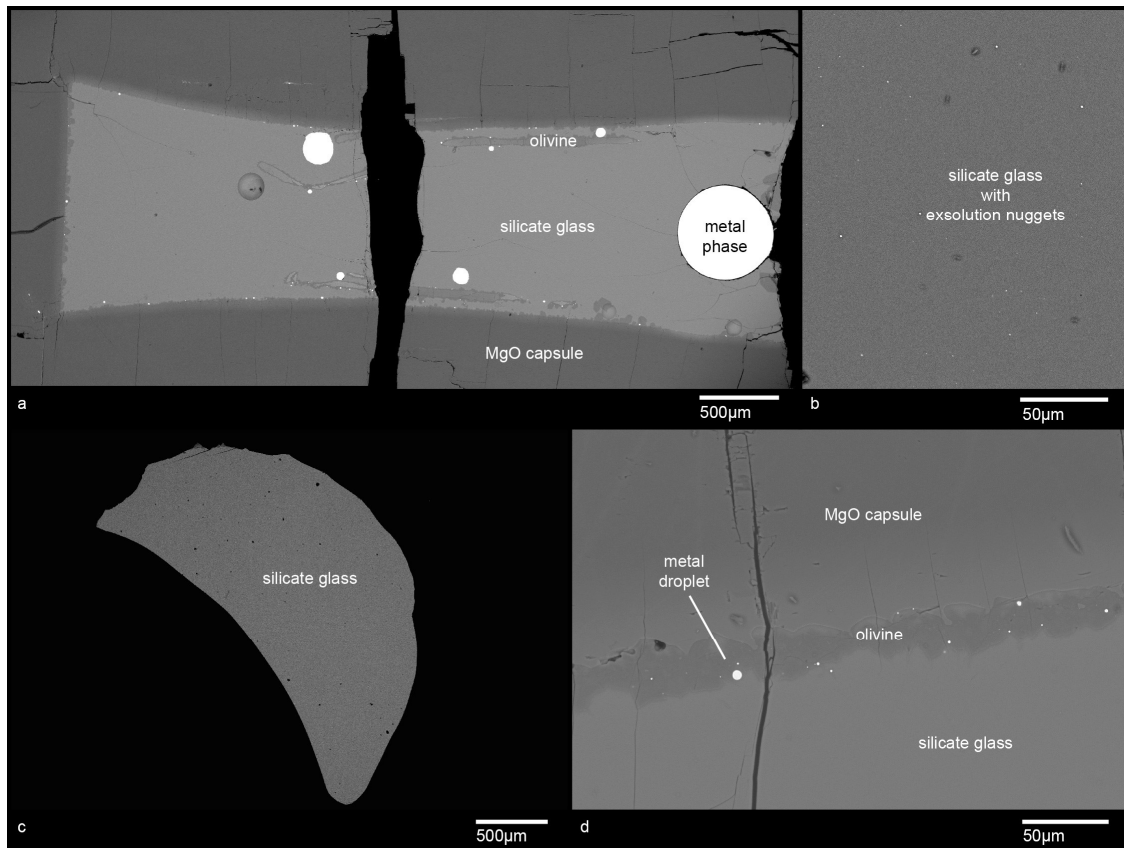 olivine
silicate glass
metal
phase
MgO capsule
a
500µm
silicate glass
with
exsolution nuggets
b
50µm
silicate glass
c
500µm
MgO capsule
metal
droplet
olivine
silicate glass
d
50µm